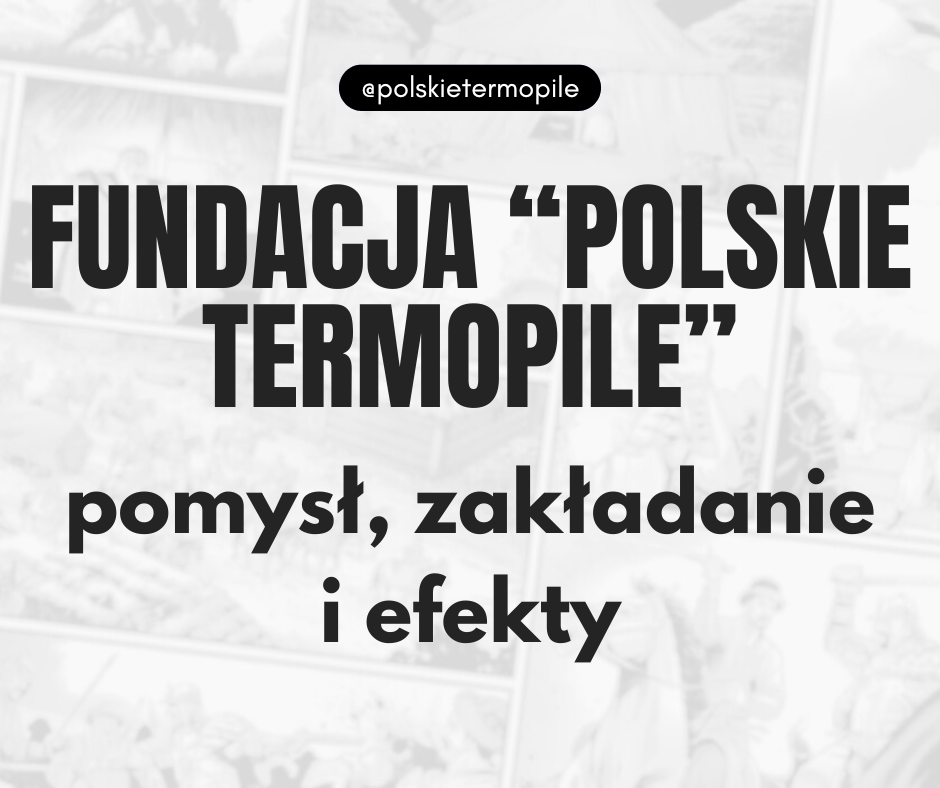 @polskietermopile
FUNDACJA “POLSKIE
TERMOPILE”
pomysł, zakładanie
i efekty